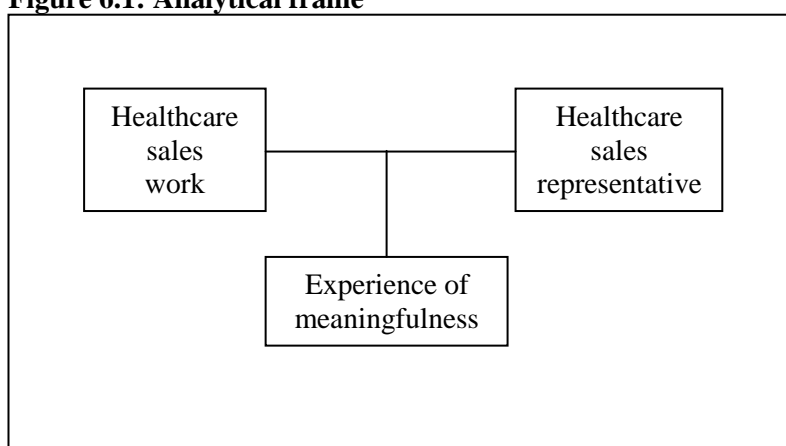 Figure 6.1: Analytical frame
Healthcare
sales
work
Healthcare
sales
representative
Experience of
meaningfulness